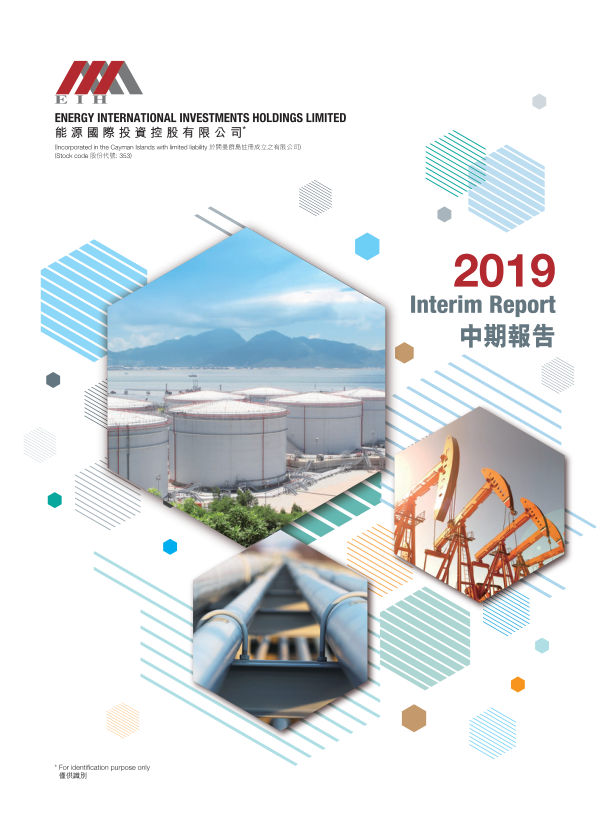 EIH
ENERGY INTERNATIONAL INVESTMENTS HOLDINGS LIMITED
能源國際投資控股有限公司*
(Incorporated in the Cayman Islands with limited liability 於開曼群島註冊成立之有限公司)
(Stock code 股份代號: 353)
2019
Interim Report
中期報告
* For identification purpose only
僅供識別